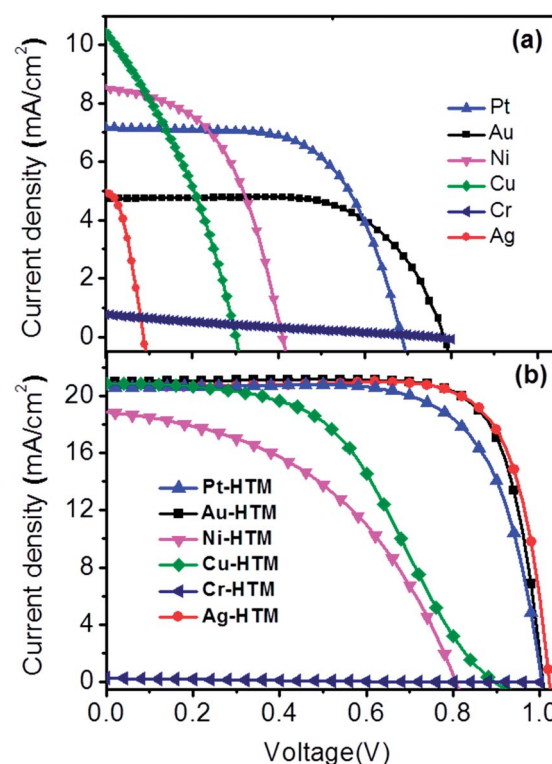 (a)
Current density (mA/cm²)
10
8
6
4
2
0
Pt
Au
Ni
Cu
Cr
Ag
(b)
Current density (mA/cm²)
20
16
12
8
4
0
Pt-HTM
Au-HTM
Ni-HTM
Cu-HTM
Cr-HTM
Ag-HTM
0.0 0.2 0.4 0.6 0.8 1.0
Voltage(V)